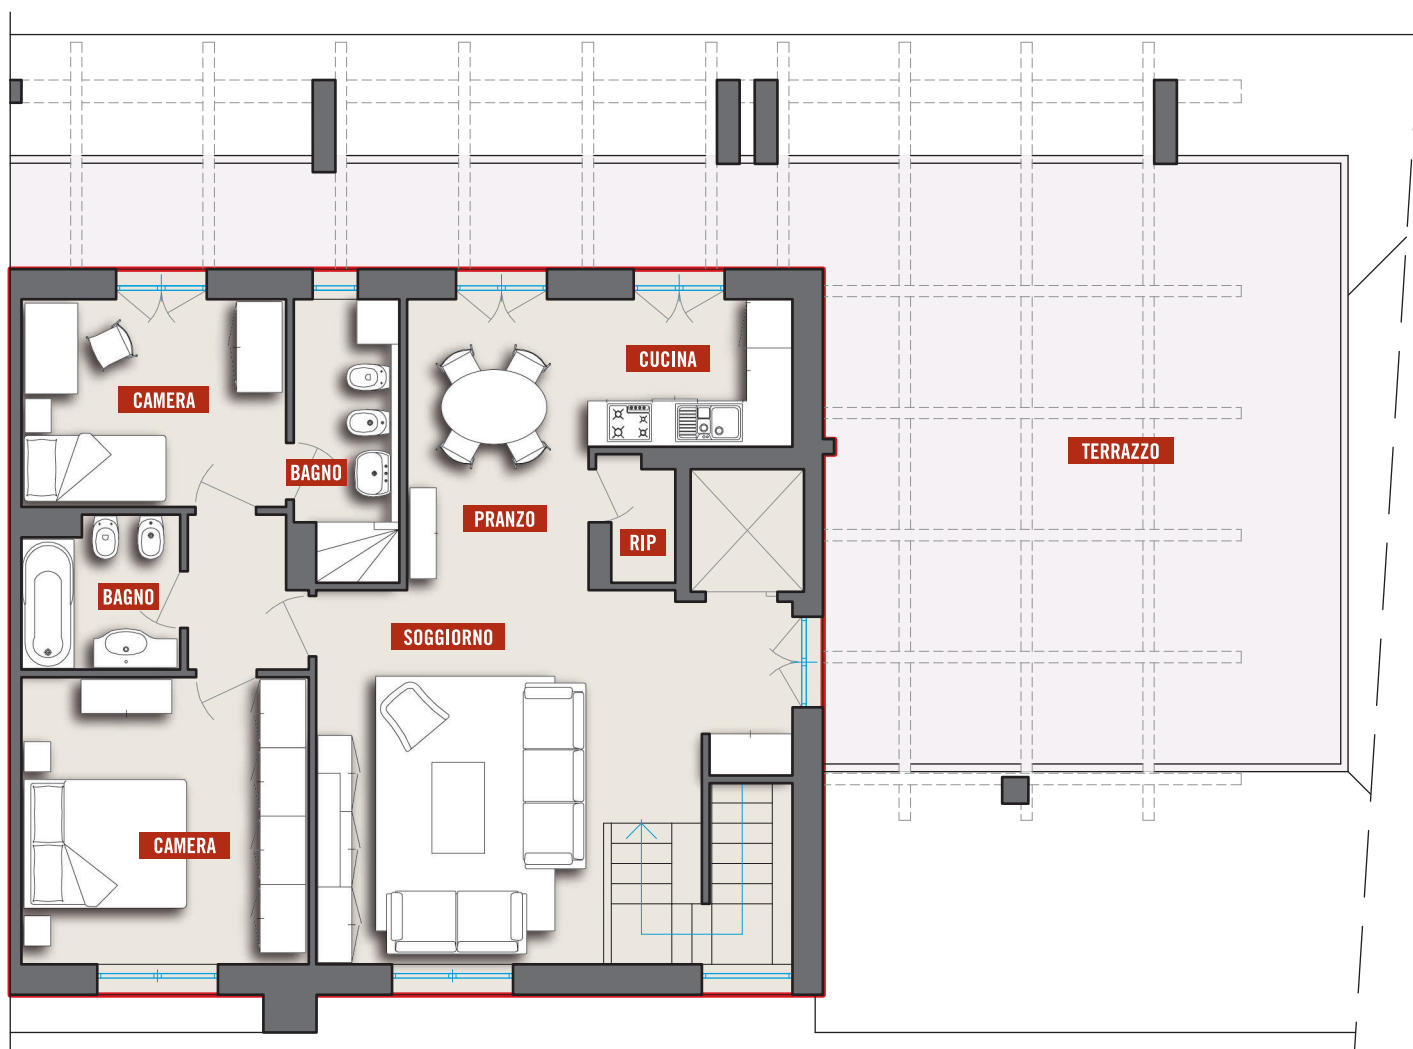 CUCINA
CAMERA
TERRAZZO
BAGNO
PRANZO
RIP
BAGNO
SOGGIORNO
CAMERA